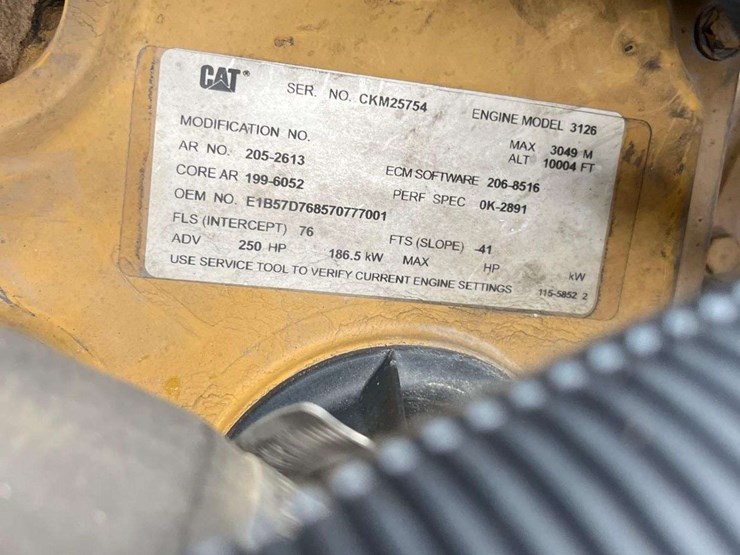 CAT® SER. NO. CKM25754 ENGINE MODEL 3126
MODIFICATION NO. MAX ALT 3049 M 10004 FT
AR NO. 205-2613 ECM SOFTWARE 206-8516
CORE AR 199-6052 PERF SPEC 0K-2891
OEM NO. E1B57D768570777001
FLS (INTERCEPT) 76 FTS (SLOPE) -41
ADV 250 HP 186.5 kW MAX HP kW
USE SERVICE TOOL TO VERIFY CURRENT ENGINE SETTINGS 115-5852 2